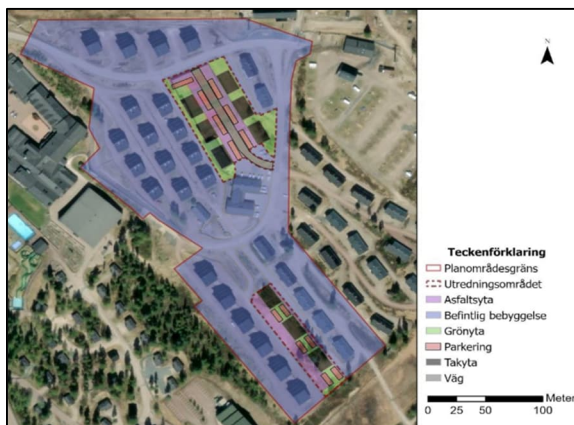 N
Teckenförklaring
Planområdesgräns
Utredningsområdet
Asfaltsyta
Befintlig bebyggelse
Grönyta
Parkering
Takyta
Väg
Meter
0 25 50 100